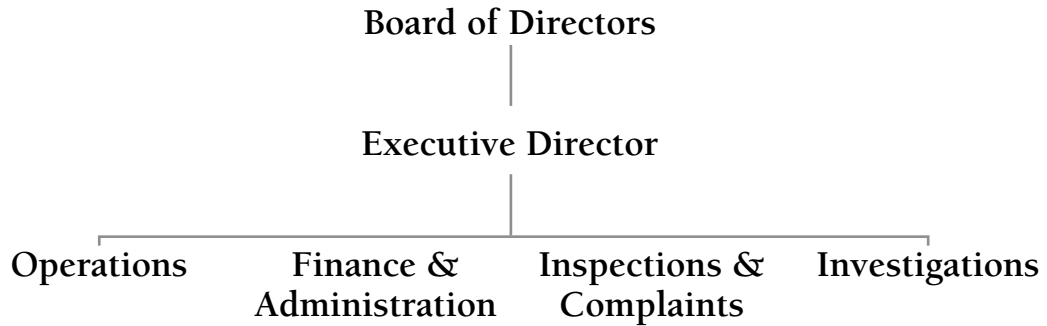 Board of Directors
Executive Director
Operations
Finance &
Administration
Inspections &
Complaints
Investigations